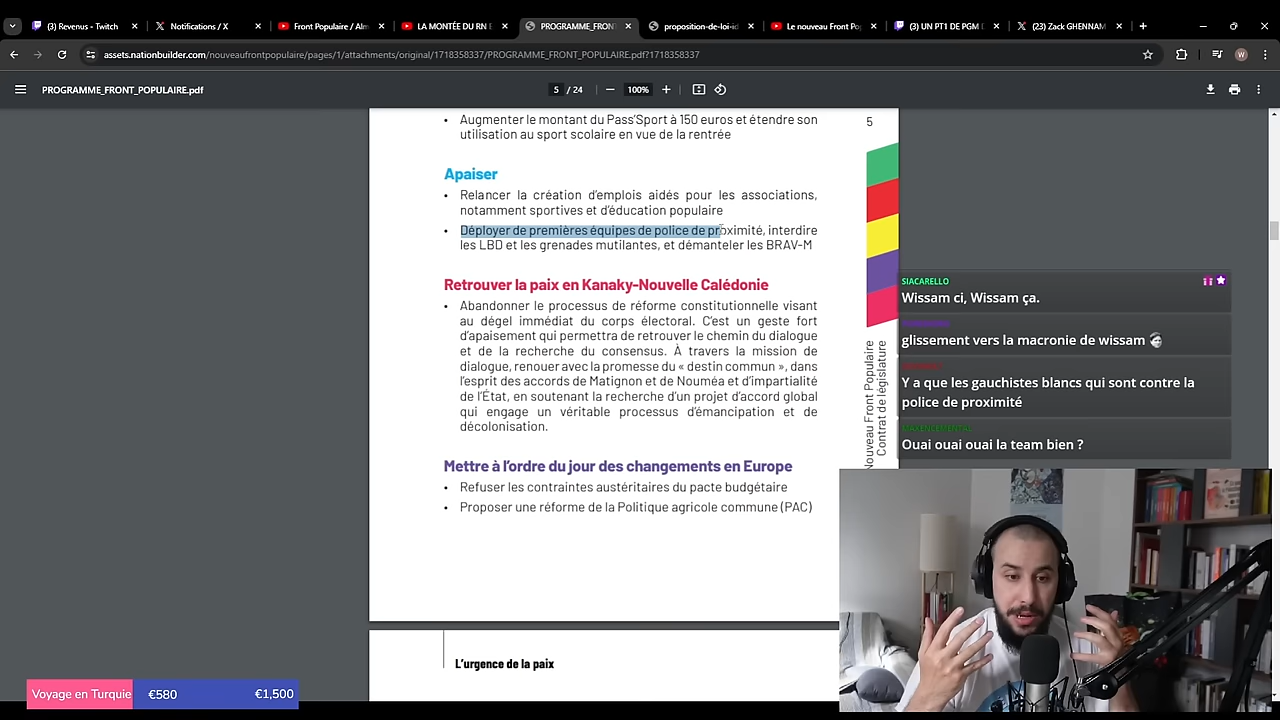 (3) Revenus - Twitch
Notifications / X
Front Populaire / Alm
LA MONTÉE DU RN E
PROGRAMME_FRONT
proposition-de-loi-id
Le nouveau Front Pop
(3) UN PT1 DE PGM D
(23) Zack GHENNAM
assets.nationbuilder.com/nouveaufrontpopulaire/pages/1/attachments/original/1718358337/PROGRAMME_FRONT_POPULAIRE.pdf?1718358337
W
PROGRAMME_FRONT_POPULAIRE.pdf
5 / 24
100%
• Augmenter le montant du Pass'Sport à 150 euros et étendre son
utilisation au sport scolaire en vue de la rentrée
5
Apaiser
• Relancer la création d'emplois aidés pour les associations,
notamment sportives et d'éducation populaire
• Déployer de premières équipes de police de proximité, interdire
les LBD et les grenades mutilantes, et démanteler les BRAV-M
Retrouver la paix en Kanaky-Nouvelle Calédonie
• Abandonner le processus de réforme constitutionnelle visant
au dégel immédiat du corps électoral. C'est un geste fort
d'apaisement qui permettra de retrouver le chemin du dialogue
et de la recherche du consensus. À travers la mission de
dialogue, renouer avec la promesse du « destin commun », dans
l'esprit des accords de Matignon et de Nouméa et d'impartialité
de l'État, en soutenant la recherche d'un projet d'accord global
qui engage un véritable processus d'émancipation et de
décolonisation.
Mettre à l'ordre du jour des changements en Europe
• Refuser les contraintes austéritaires du pacte budgétaire
• Proposer une réforme de la Politique agricole commune (PAC)
Nouveau Front Populaire
Contrat de législature
L'urgence de la paix
SIACARELLO
Wissam ci, Wissam ça.
glissement vers la macronie de wissam
Y a que les gauchistes blancs qui sont contre la
police de proximité
Ouai ouai ouai la team bien ?
Voyage en Turquie
€580
€1,500